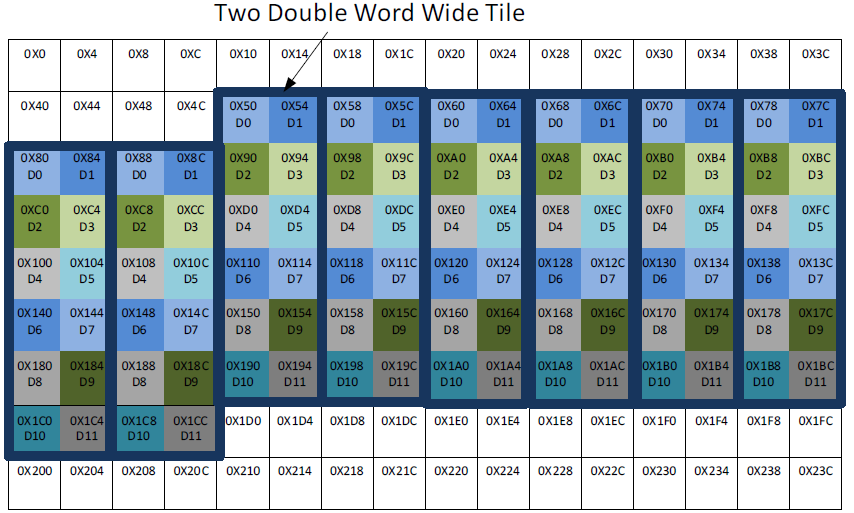 Two Double Word Wide Tile
0X0 0X4 0X8 0XC 0X10 0X14 0X18 0X1C 0X20 0X24 0X28 0X2C 0X30 0X34 0X38 0X3C
0X40 0X44 0X48 0X4C 0X50 0X54 0X58 0X5C 0X60 0X64 0X68 0X6C 0X70 0X74 0X78 0X7C
D0 D1 D0 D1 D0 D1 D0 D1 D0 D1 D0 D1
0X80 0X84 0X88 0X8C 0X90 0X94 0X98 0X9C 0XA0 0XA4 0XA8 0XAC 0XB0 0XB4 0XB8 0XBC
D0 D1 D0 D1 D2 D3 D2 D3 D2 D3 D2 D3 D2 D3 D2 D3
0XC0 0XC4 0XC8 0XCC 0XD0 0XD4 0XD8 0XDC 0XE0 0XE4 0XE8 0XEC 0XF0 0XF4 0XF8 0XFC
D2 D3 D2 D3 D4 D5 D4 D5 D4 D5 D4 D5 D4 D5 D4 D5
0X100 0X104 0X108 0X10C 0X110 0X114 0X118 0X11C 0X120 0X124 0X128 0X12C 0X130 0X134 0X138 0X13C
D4 D5 D4 D5 D6 D7 D6 D7 D6 D7 D6 D7 D6 D7 D6 D7
0X140 0X144 0X148 0X14C 0X150 0X154 0X158 0X15C 0X160 0X164 0X168 0X16C 0X170 0X174 0X178 0X17C
D6 D7 D6 D7 D8 D9 D8 D9 D8 D9 D8 D9 D8 D9 D8 D9
0X180 0X184 0X188 0X18C 0X190 0X194 0X198 0X19C 0X1A0 0X1A4 0X1A8 0X1AC 0X1B0 0X1B4 0X1B8 0X1BC
D8 D9 D8 D9 D10 D11 D10 D11 D10 D11 D10 D11 D10 D11 D10 D11
0X1C0 0X1C4 0X1C8 0X1CC 0X1D0 0X1D4 0X1D8 0X1DC 0X1E0 0X1E4 0X1E8 0X1EC 0X1F0 0X1F4 0X1F8 0X1FC
D10 D11 D10 D11
0X200 0X204 0X208 0X20C 0X210 0X214 0X218 0X21C 0X220 0X224 0X228 0X22C 0X230 0X234 0X238 0X23C